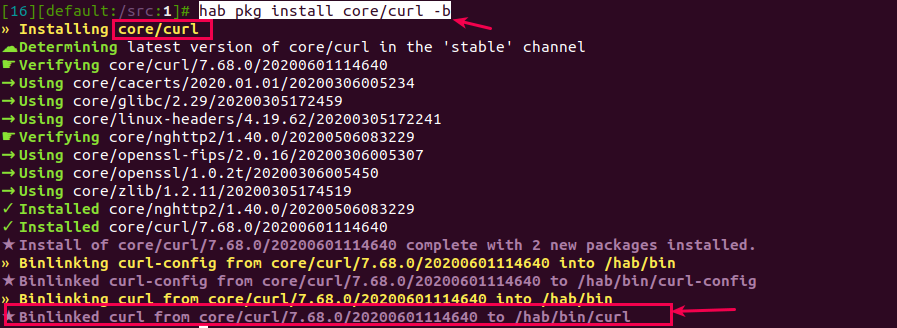 [16][default:/src:1]# hab pkg install core/curl -b
» Installing core/curl
☁Determining latest version of core/curl in the 'stable' channel
☛Verifying core/curl/7.68.0/20200601114640
→Using core/cacerts/2020.01.01/20200306005234
→Using core/glibc/2.29/20200305172459
→Using core/linux-headers/4.19.62/20200305172241
☛Verifying core/nghttp2/1.40.0/20200506083229
→Using core/openssl-fips/2.0.16/20200306005307
→Using core/openssl/1.0.2t/20200306005450
→Using core/zlib/1.2.11/20200305174519
✓ Installed core/nghttp2/1.40.0/20200506083229
✓ Installed core/curl/7.68.0/20200601114640
★Install of core/curl/7.68.0/20200601114640 complete with 2 new packages installed.
» Binlinking curl-config from core/curl/7.68.0/20200601114640 into /hab/bin
★Binlinked curl-config from core/curl/7.68.0/20200601114640 to /hab/bin/curl-config
» Binlinking curl from core/curl/7.68.0/20200601114640 into /hab/bin
★Binlinked curl from core/curl/7.68.0/20200601114640 to /hab/bin/curl